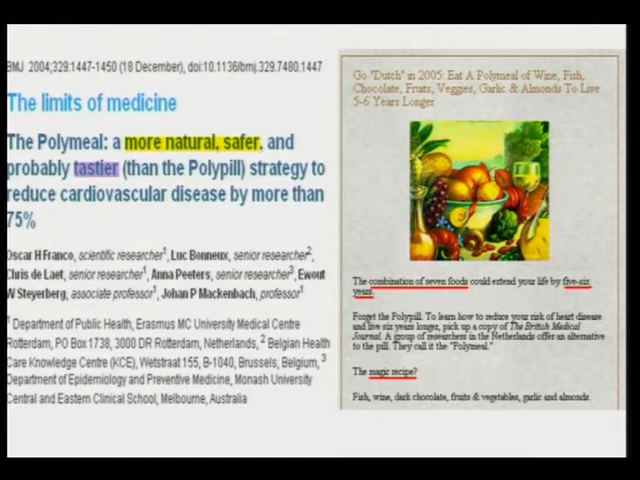 BMJ 2004;329:1447-1450 (18 December), doi:10.1136/bmj.329.7480.1447
The limits of medicine
The Polymeal: a more natural, safer, and
probably tastier (than the Polypill) strategy to
reduce cardiovascular disease by more than
75%
Oscar H Franco, scientific researcher1, Luc Bonneux, senior researcher2,
Chris de Laet, senior researcher1, Anna Peeters, senior researcher3, Ewout
W Steyerberg, associate professor1, Johan P Mackenbach, professor1
1 Department of Public Health, Erasmus MC University Medical Centre
Rotterdam, PO Box 1738, 3000 DR Rotterdam, Netherlands, 2 Belgian Health
Care Knowledge Centre (KCE), Wetstraat 155, B-1040, Brussels, Belgium, 3
Department of Epidemiology and Preventive Medicine, Monash University
Central and Eastern Clinical School, Melbourne, Australia
Go "Dutch" in 2005: Eat A Polymeal of Wine, Fish,
Chocolate, Fruits, Veggies, Garlic & Almonds To Live
5-6 Years Longer
The combination of seven foods could extend your life by five-six
years.
Forget the Polypill. To learn how to reduce your risk of heart disease
and live six years longer, pick up a copy of The British Medical
Journal. A group of researchers in the Netherlands offer an alternative
to the pill. They call it the "Polymeal."
The magic recipe?
Fish, wine, dark chocolate, fruits & vegetables, garlic and almonds.